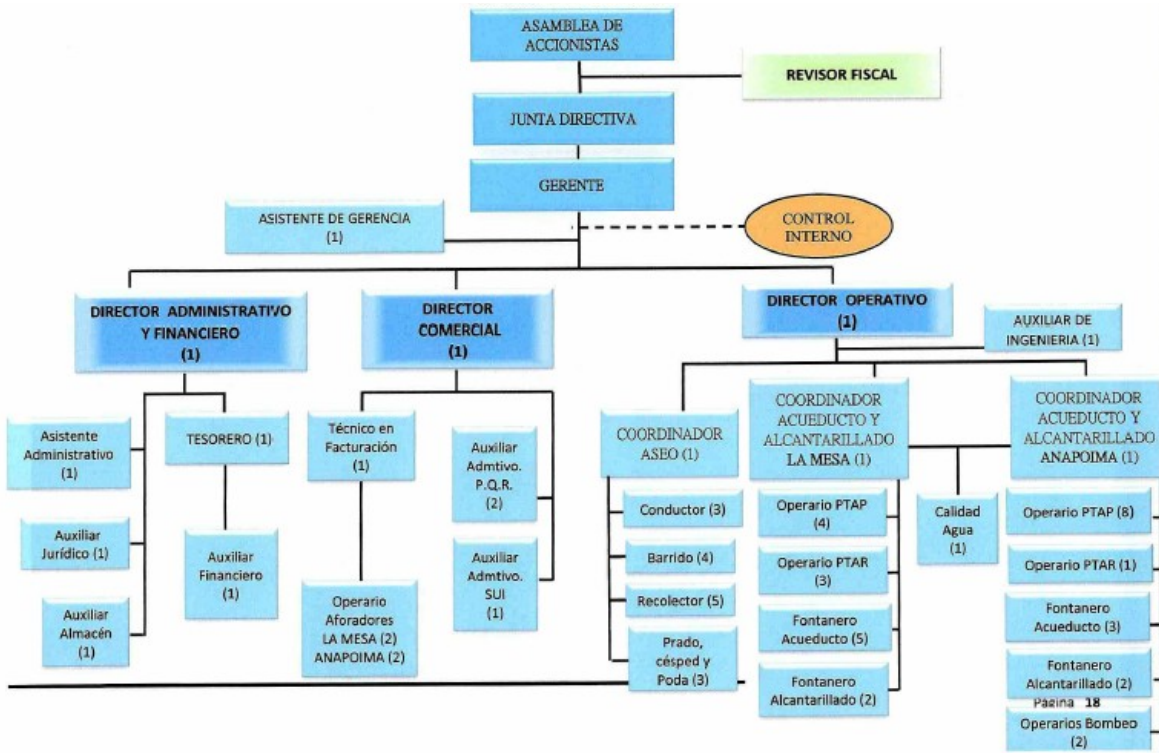 ASAMBLEA DE
ACCIONISTAS
REVISOR FISCAL
JUNTA DIRECTIVA
GERENTE
ASISTENTE DE GERENCIA
(1)
CONTROL
INTERNO
DIRECTOR ADMINISTRATIVO
Y FINANCIERO
(1)
DIRECTOR
COMERCIAL
(1)
DIRECTOR OPERATIVO
(1)
AUXILIAR DE
INGENIERIA (1)
Asistente
Administrativo
(1)
TESORERO (1)
Auxiliar
Jurídico (1)
Auxiliar
Financiero
(1)
Auxiliar
Almacén
(1)
Técnico en
Facturación
(1)
Auxiliar
Admtivo.
P.Q.R.
(2)
Auxiliar
Admtivo.
SUI
(1)
Operario
Aforadores
LA MESA (2)
ANAPOIMA (2)
COORDINADOR
ASEO (1)
Conductor (3)
Barrido (4)
Recolector (5)
Prado,
césped y
Poda (3)
COORDINADOR
ACUEDUCTO Y
ALCANTARILLADO
LA MESA (1)
Operario PTAP
(4)
Operario PTAR
(3)
Fontanero
Acueducto (5)
Fontanero
Alcantarillado (2)
Calidad
Agua
(1)
COORDINADOR
ACUEDUCTO Y
ALCANTARILLADO
ANAPOIMA (1)
Operario PTAP (8)
Operario PTAR (1)
Fontanero
Acueducto (3)
Fontanero
Alcantarillado (2)
Página 18
Operarios Bombeo
(2)